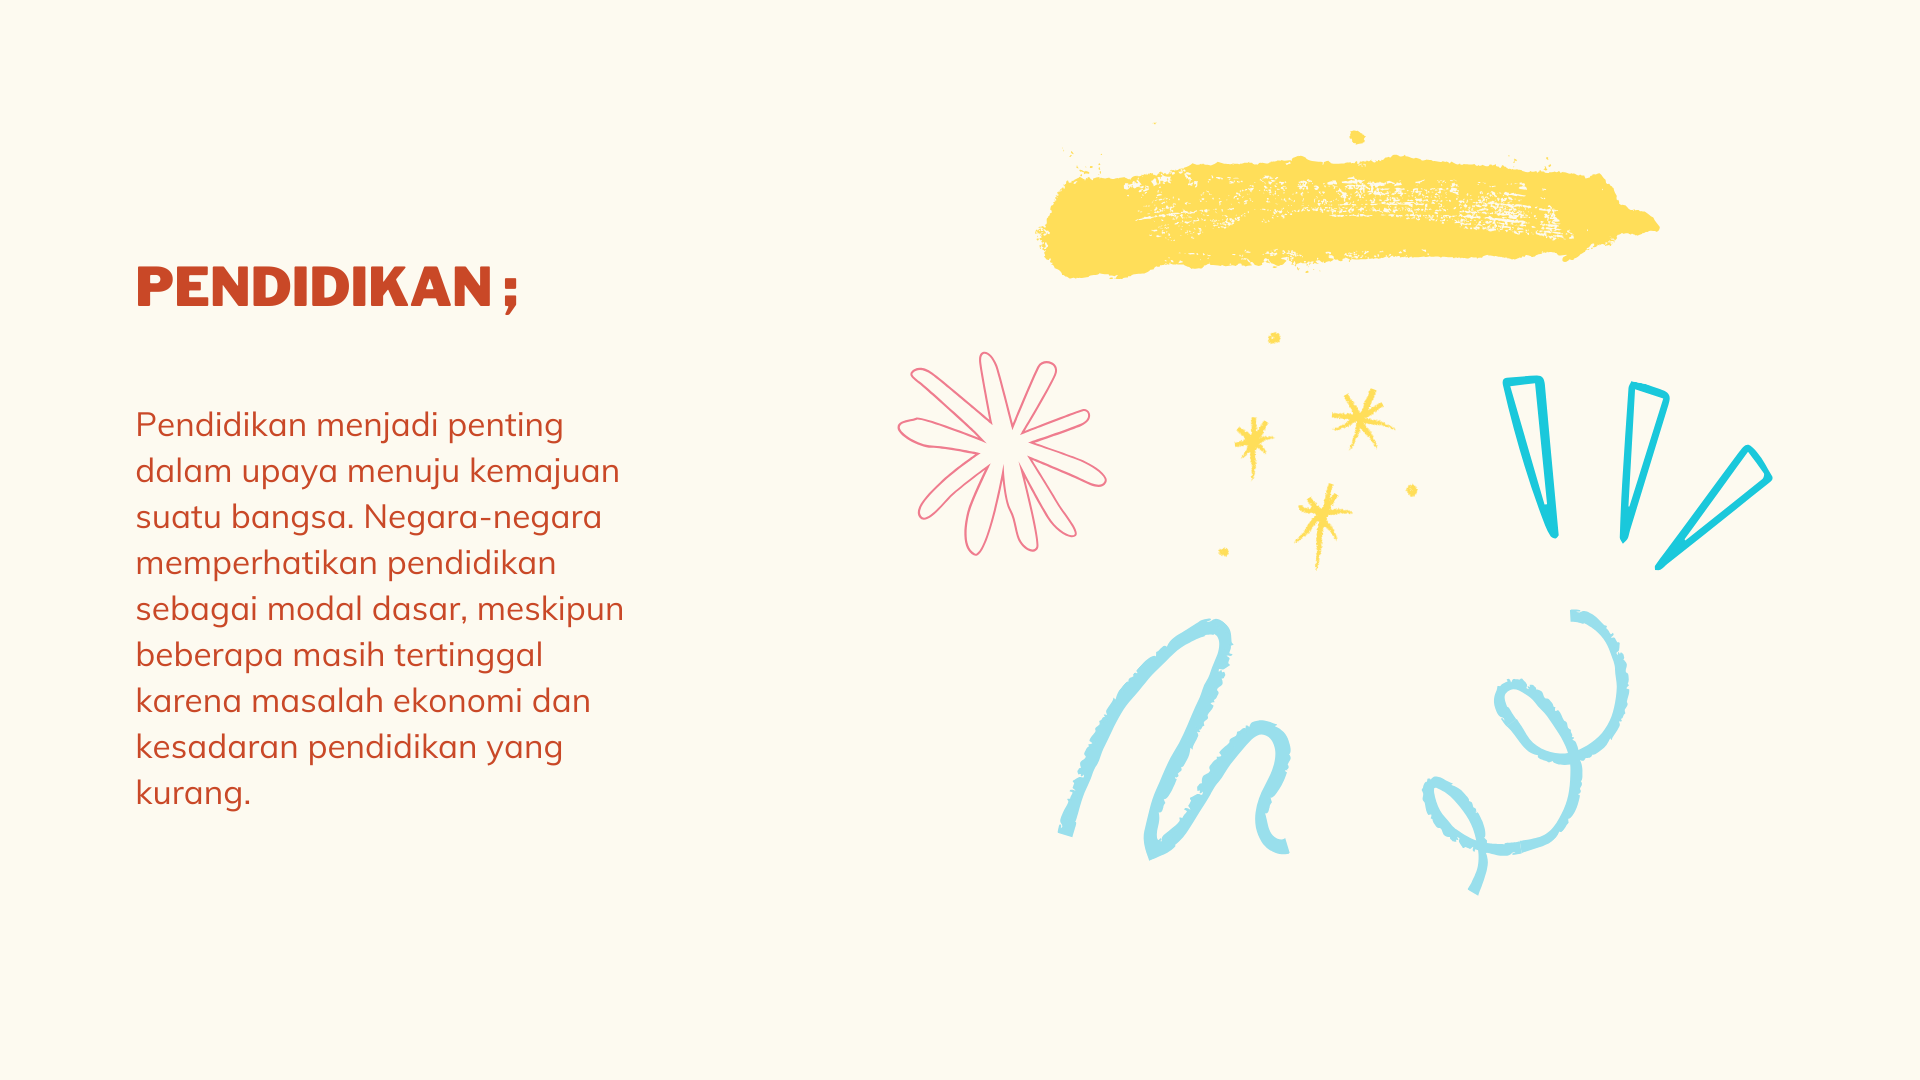 PENDIDIKAN ;
Pendidikan menjadi penting
dalam upaya menuju kemajuan
suatu bangsa. Negara-negara
memperhatikan pendidikan
sebagai modal dasar, meskipun
beberapa masih tertinggal
karena masalah ekonomi dan
kesadaran pendidikan yang
kurang.